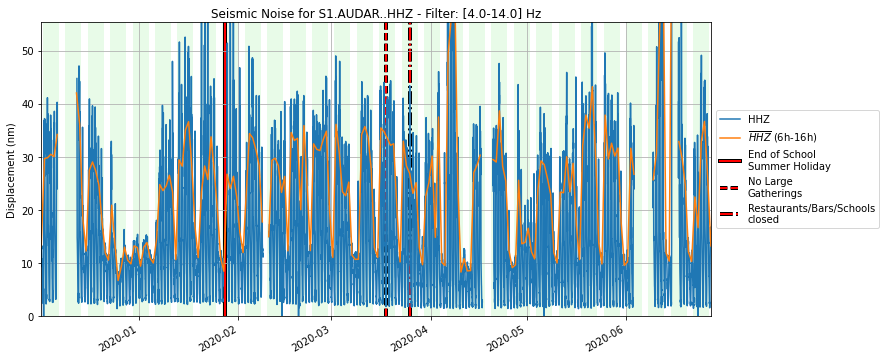 Seismic Noise for S1.AUDAR..HHZ - Filter: [4.0-14.0] Hz
Displacement (nm)
50
40
30
20
10
0
2020-01
2020-02
2020-03
2020-04
2020-05
2020-06
HHZ
HHZ (6h-16h)
End of School
Summer Holiday
No Large
Gatherings
Restaurants/Bars/Schools
closed